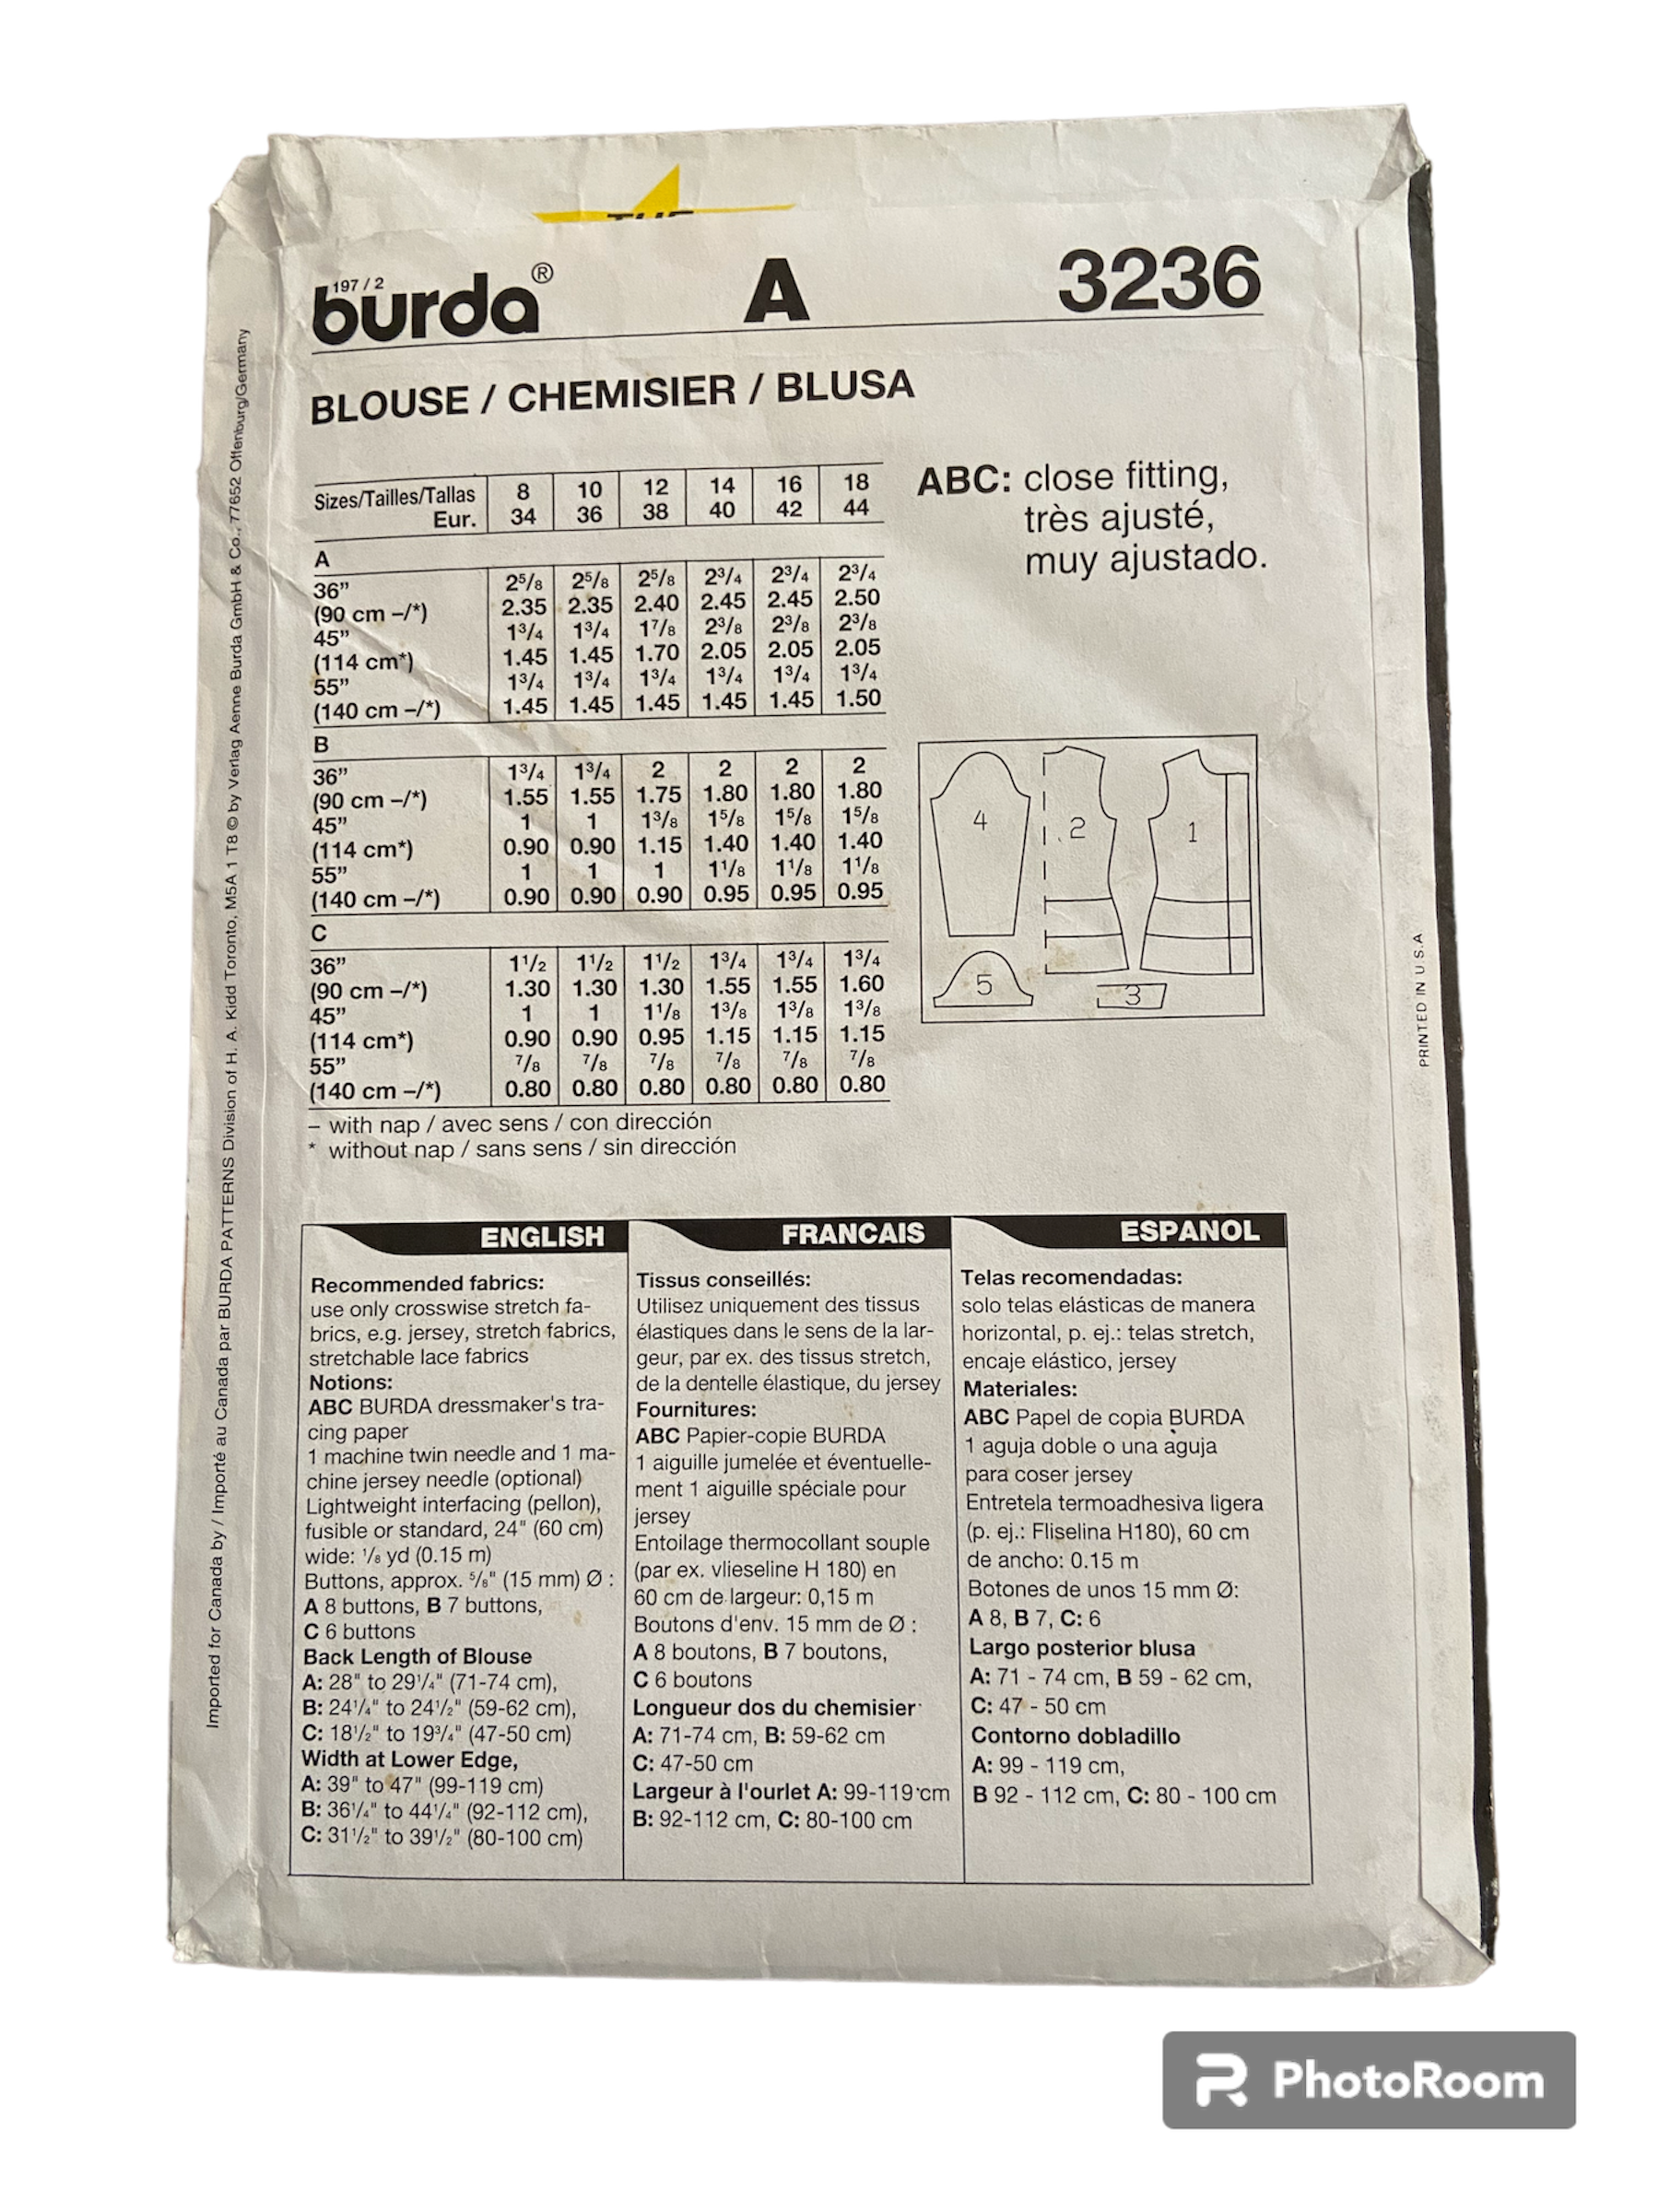 THE
197 / 2
burda®
A
3236
BLOUSE / CHEMISIER / BLUSA
Sizes/Tailles/Tallas 8 10 12 14 16 18
Eur. 34 36 38 40 42 44
ABC: close fitting,
très ajusté,
muy ajustado.
A
36” 2⁵/₈ 2⁵/₈ 2⁵/₈ 2³/₄ 2³/₄ 2³/₄
(90 cm –/*) 2.35 2.35 2.40 2.45 2.45 2.50
45” 1³/₄ 1³/₄ 1⁷/₈ 2³/₈ 2³/₈ 2³/₈
(114 cm*) 1.45 1.45 1.70 2.05 2.05 2.05
55” 1³/₄ 1³/₄ 1³/₄ 1³/₄ 1³/₄ 1³/₄
(140 cm –/*) 1.45 1.45 1.45 1.45 1.45 1.50
B
36” 1³/₄ 1³/₄ 2 2 2 2
(90 cm –/*) 1.55 1.55 1.75 1.80 1.80 1.80
45” 1 1 1³/₈ 1⁵/₈ 1⁵/₈ 1⁵/₈
(114 cm*) 0.90 0.90 1.15 1.40 1.40 1.40
55” 1 1 1 1¹/₈ 1¹/₈ 1¹/₈
(140 cm –/*) 0.90 0.90 0.90 0.95 0.95 0.95
C
36” 1¹/₂ 1¹/₂ 1¹/₂ 1³/₄ 1³/₄ 1³/₄
(90 cm –/*) 1.30 1.30 1.30 1.55 1.55 1.60
45” 1 1 1¹/₈ 1³/₈ 1³/₈ 1³/₈
(114 cm*) 0.90 0.90 0.95 1.15 1.15 1.15
55” ⁷/₈ ⁷/₈ ⁷/₈ ⁷/₈ ⁷/₈ ⁷/₈
(140 cm –/*) 0.80 0.80 0.80 0.80 0.80 0.80
– with nap / avec sens / con dirección
* without nap / sans sens / sin dirección
4 2 1
5 3
ENGLISH
Recommended fabrics:
use only crosswise stretch fa-
brics, e.g. jersey, stretch fabrics,
stretchable lace fabrics
Notions:
ABC BURDA dressmaker's tra-
cing paper
1 machine twin needle and 1 ma-
chine jersey needle (optional)
Lightweight interfacing (pellon),
fusible or standard, 24" (60 cm)
wide: ¹/₈ yd (0.15 m)
Buttons, approx. ⁵/₈" (15 mm) Ø :
A 8 buttons, B 7 buttons,
C 6 buttons
Back Length of Blouse
A: 28" to 29¹/₄" (71-74 cm),
B: 24¹/₄" to 24¹/₂" (59-62 cm),
C: 18¹/₂" to 19³/₄" (47-50 cm)
Width at Lower Edge,
A: 39" to 47" (99-119 cm)
B: 36¹/₄" to 44¹/₄" (92-112 cm),
C: 31¹/₂" to 39¹/₂" (80-100 cm)
FRANCAIS
Tissus conseillés:
Utilisez uniquement des tissus
élastiques dans le sens de la lar-
geur, par ex. des tissus stretch,
de la dentelle élastique, du jersey
Fournitures:
ABC Papier-copie BURDA
1 aiguille jumelée et éventuelle-
ment 1 aiguille spéciale pour
jersey
Entoilage thermocollant souple
(par ex. vlieseline H 180) en
60 cm de largeur: 0,15 m
Boutons d'env. 15 mm de Ø :
A 8 boutons, B 7 boutons,
C 6 boutons
Longueur dos du chemisier
A: 71-74 cm, B: 59-62 cm
C: 47-50 cm
Largeur à l'ourlet A: 99-119 cm
B: 92-112 cm, C: 80-100 cm
ESPANOL
Telas recomendadas:
solo telas elásticas de manera
horizontal, p. ej.: telas stretch,
encaje elástico, jersey
Materiales:
ABC Papel de copia BURDA
1 aguja doble o una aguja
para coser jersey
Entretela termoadhesiva ligera
(p. ej.: Fliselina H180), 60 cm
de ancho: 0.15 m
Botones de unos 15 mm Ø:
A 8, B 7, C: 6
Largo posterior blusa
A: 71 - 74 cm, B 59 - 62 cm,
C: 47 - 50 cm
Contorno dobladillo
A: 99 - 119 cm,
B 92 - 112 cm, C: 80 - 100 cm
Imported for Canada by / Importé au Canada par BURDA PATTERNS Division of H. A. Kidd Toronto, M5A 1 T8 © by Verlag Aenne Burda GmbH & Co., 77652 Offenburg/Germany
PRINTED IN U.S.A
PhotoRoom